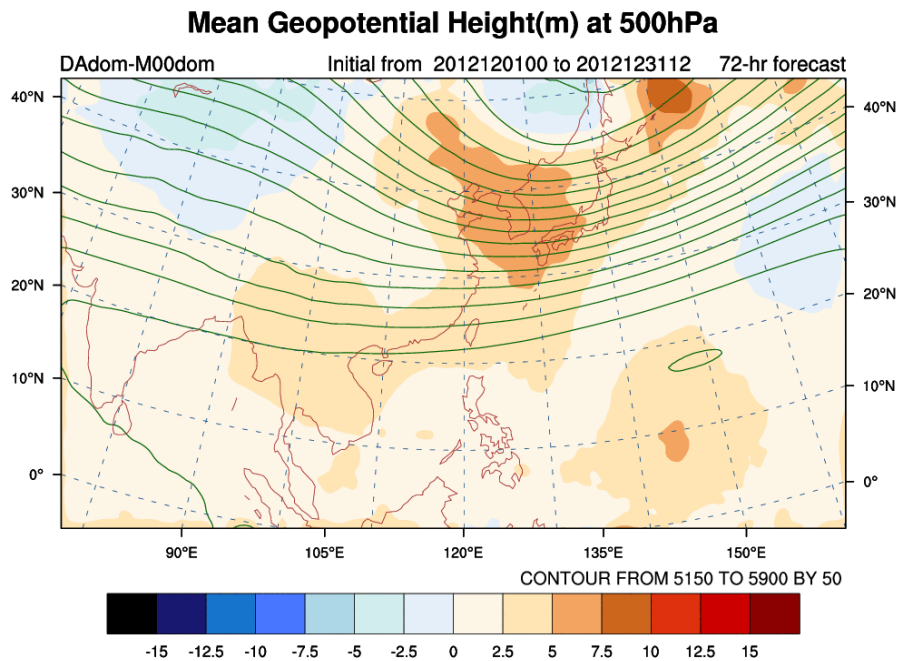 Mean Geopotential Height(m) at 500hPa
DAdom-M00dom Initial from 2012120100 to 2012123112 72-hr forecast
40°N 40°N
30°N 30°N
20°N 20°N
10°N 10°N
0° 0°
90°E 105°E 120°E 135°E 150°E
CONTOUR FROM 5150 TO 5900 BY 50
-15 -12.5 -10 -7.5 -5 -2.5 0 2.5 5 7.5 10 12.5 15